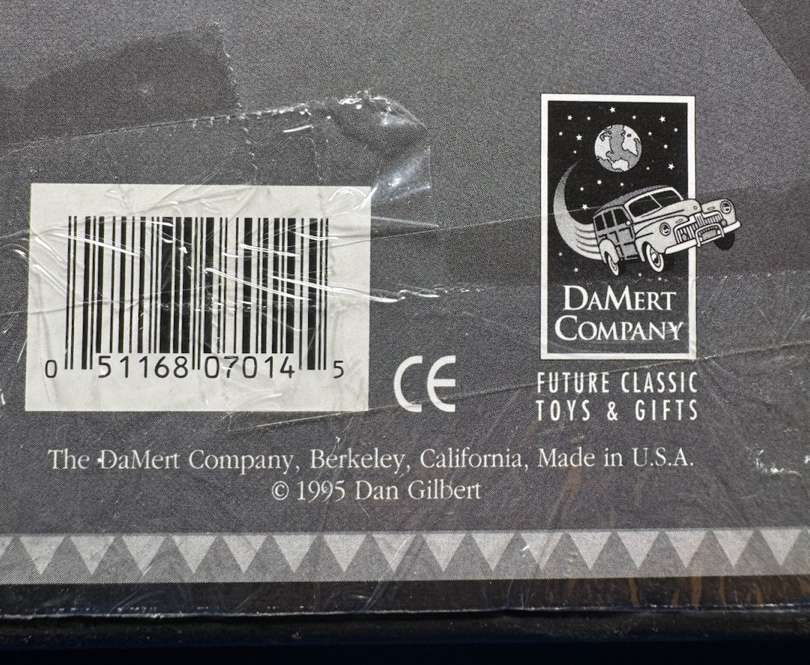 DAMERT
COMPANY
0 51168 07014 5
CE
FUTURE CLASSIC
TOYS & GIFTS
The DaMert Company, Berkeley, California, Made in U.S.A.
© 1995 Dan Gilbert